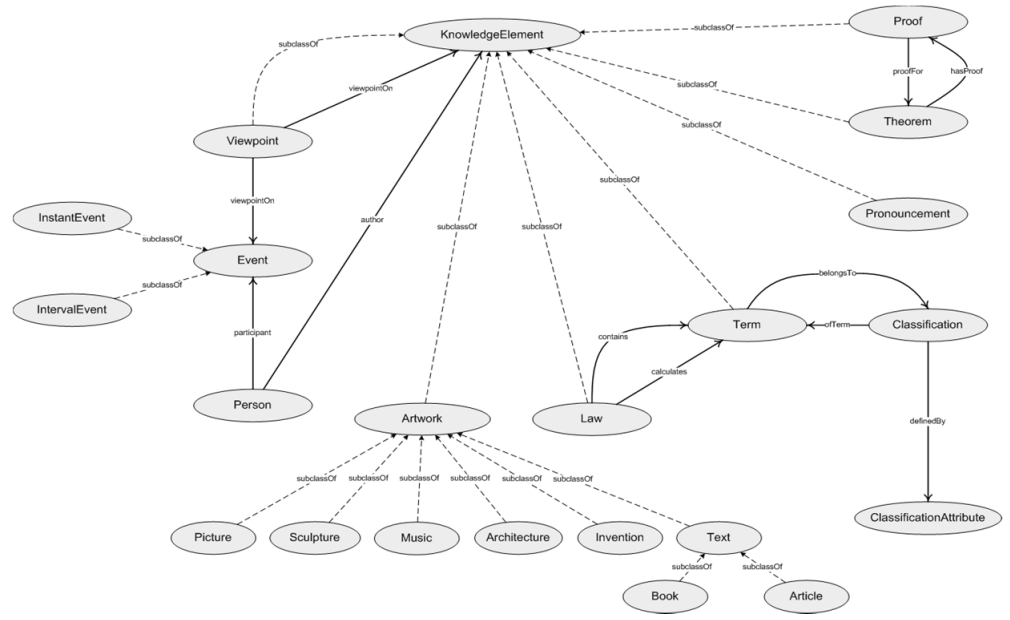 Proof
KnowledgeElement
subclassOf
subclassOf
proofFor
hasProof
viewpointOn
subclassOf
Theorem
subclassOf
Viewpoint
subclassOf
viewpointOn
InstantEvent
Pronouncement
author
subclassOf
subclassOf
subclassOf
Event
belongsTo
subclassOf
IntervalEvent
Term
ofTerm
Classification
participant
contains
calculates
Person
Artwork
Law
definedBy
subclassOf
subclassOf
subclassOf
subclassOf
subclassOf
subclassOf
ClassificationAttribute
Picture
Sculpture
Music
Architecture
Invention
Text
subclassOf
subclassOf
Book
Article